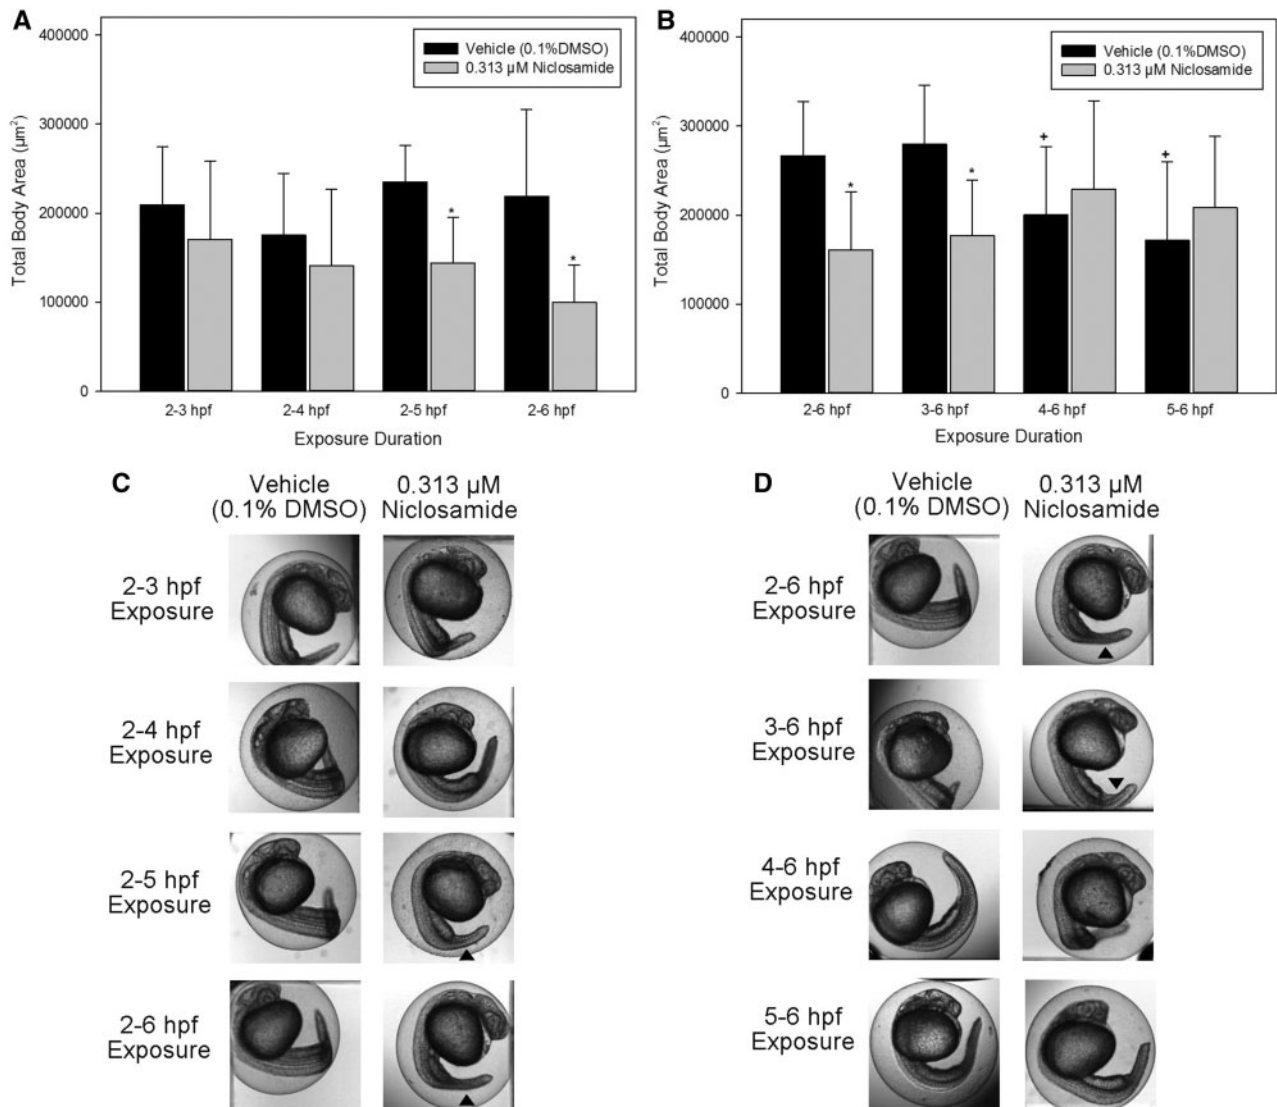 A
Vehicle (0.1%DMSO)
0.313 µM Niclosamide
Total Body Area (µm²)
400000
300000
200000
100000
0
*
*
2-3 hpf
2-4 hpf
2-5 hpf
2-6 hpf
Exposure Duration
B
Vehicle (0.1%DMSO)
0.313 µM Niclosamide
Total Body Area (µm²)
400000
300000
200000
100000
0
*
*
+
+
2-6 hpf
3-6 hpf
4-6 hpf
5-6 hpf
Exposure Duration
C
Vehicle
(0.1% DMSO)
0.313 µM
Niclosamide
2-3 hpf
Exposure
2-4 hpf
Exposure
2-5 hpf
Exposure
2-6 hpf
Exposure
D
Vehicle
(0.1% DMSO)
0.313 µM
Niclosamide
2-6 hpf
Exposure
3-6 hpf
Exposure
4-6 hpf
Exposure
5-6 hpf
Exposure